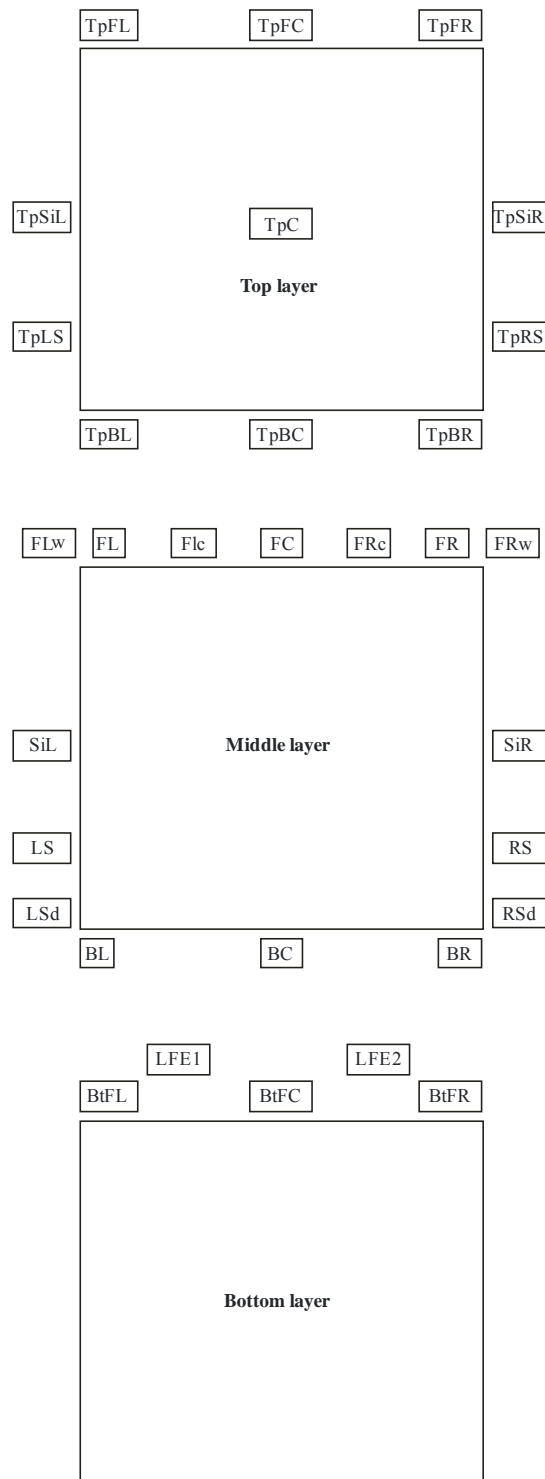 TpFL TpFC TpFR
TpSiL TpC TpSiR
Top layer
TpLS TpRS
TpBL TpBC TpBR
FLw FL Flc FC FRc FR FRw
SiL Middle layer SiR
LS RS
LSd RSd
BL BC BR
LFE1 LFE2
BtFL BtFC BtFR
Bottom layer